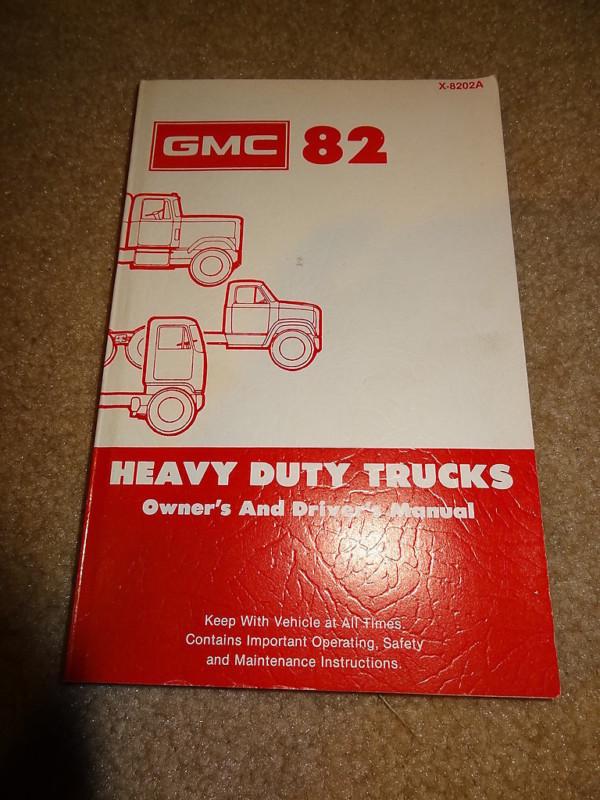 X-8202A
GMC 82
HEAVY DUTY TRUCKS
Owner's And Driver's Manual
Keep With Vehicle at All Times.
Contains Important Operating, Safety
and Maintenance Instructions.